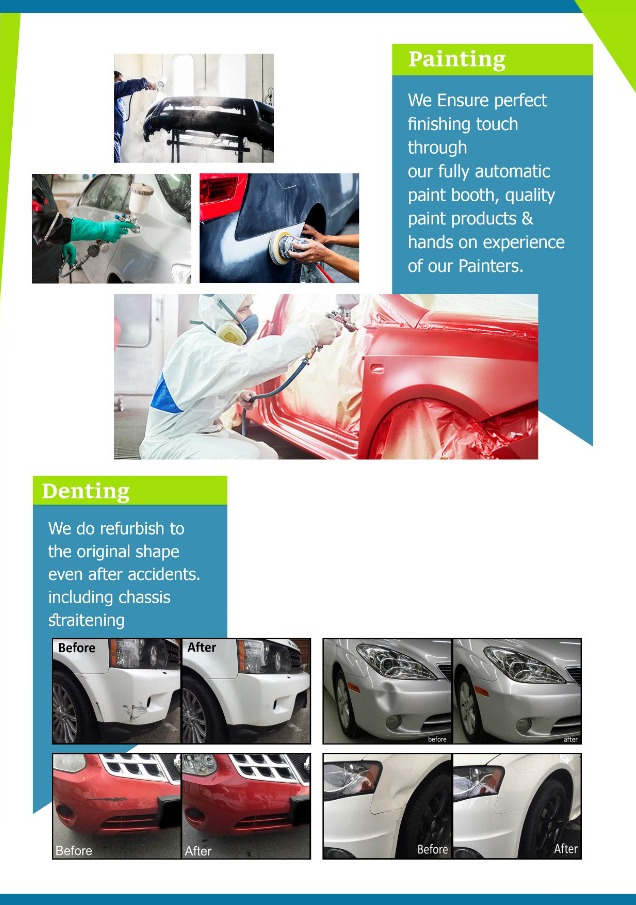 Painting
We Ensure perfect
finishing touch
through
our fully automatic
paint booth, quality
paint products &
hands on experience
of our Painters.
Denting
We do refurbish to
the original shape
even after accidents.
including chassis
straitening
Before
After
before
after
Before
After
Before
After